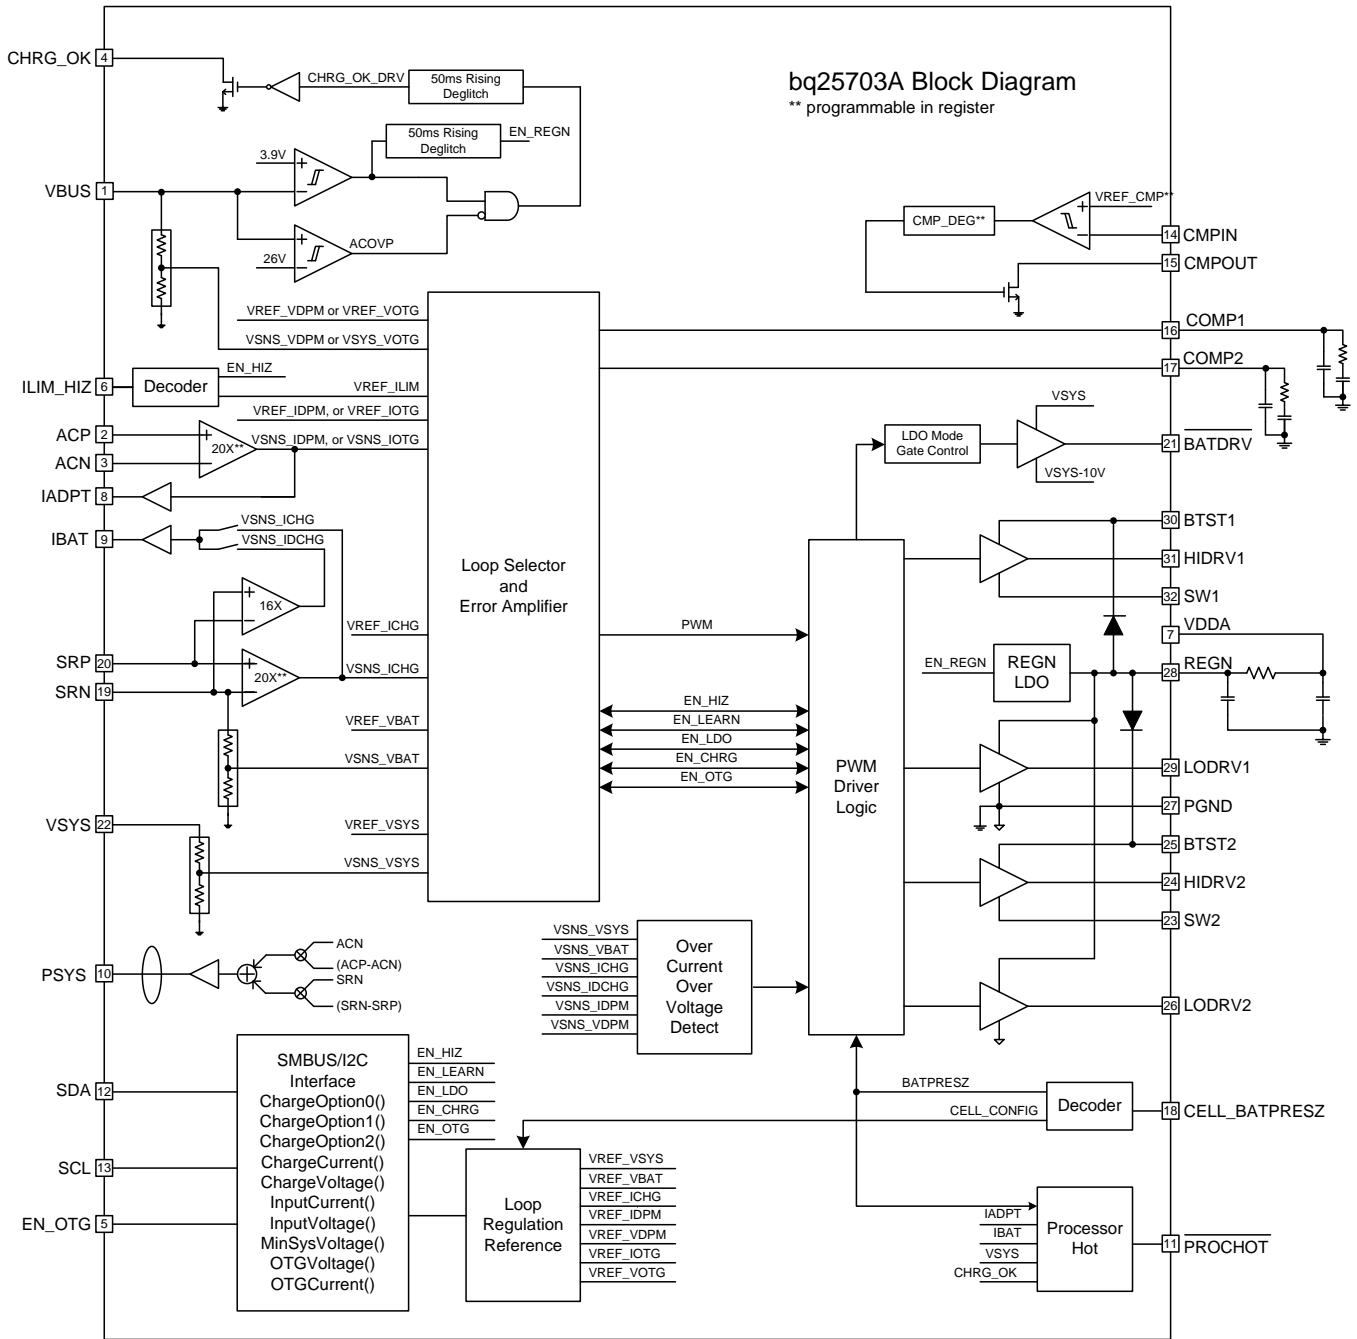 bq25703A Block Diagram
** programmable in register
CHRG_OK
4
CHRG_OK_DRV
50ms Rising
Deglitch
50ms Rising
Deglitch
EN_REGN
3.9V
+
−
VBUS
1
+
−
26V
ACOVP
CMP_DEG**
+
−
VREF_CMP**
14
CMPIN
15
CMPOUT
VREF_VDPM or VREF_VOTG
VSNS_VDPM or VSYS_VOTG
16
COMP1
17
COMP2
ILIM_HIZ
6
Decoder
EN_HIZ
VREF_ILIM
VREF_IDPM, or VREF_IOTG
ACP
2
+
20X**
−
VSNS_IDPM, or VSNS_IOTG
ACN
3
IADPT
8
IBAT
9
VSNS_ICHG
VSNS_IDCHG
+
16X
−
VREF_ICHG
SRP
20
+
20X**
−
VSNS_ICHG
SRN
19
VREF_VBAT
VSNS_VBAT
VSYS
22
VREF_VSYS
VSNS_VSYS
Loop Selector
and
Error Amplifier
PWM
EN_HIZ
EN_LEARN
EN_LDO
EN_CHRG
EN_OTG
LDO Mode
Gate Control
VSYS
VSYS-10V
21
BATDRV
30
BTST1
31
HIDRV1
32
SW1
7
VDDA
EN_REGN
REGN
LDO
28
REGN
PWM
Driver
Logic
29
LODRV1
27
PGND
25
BTST2
24
HIDRV2
23
SW2
26
LODRV2
PSYS
10
+
ACN
(ACP-ACN)
SRN
(SRN-SRP)
VSNS_VSYS
VSNS_VBAT
VSNS_ICHG
VSNS_IDCHG
VSNS_IDPM
VSNS_VDPM
Over
Current
Over
Voltage
Detect
SDA
12
SCL
13
EN_OTG
5
SMBUS/I2C
Interface
ChargeOption0()
ChargeOption1()
ChargeOption2()
ChargeCurrent()
ChargeVoltage()
InputCurrent()
InputVoltage()
MinSysVoltage()
OTGVoltage()
OTGCurrent()
EN_HIZ
EN_LEARN
EN_LDO
EN_CHRG
EN_OTG
Loop
Regulation
Reference
VREF_VSYS
VREF_VBAT
VREF_ICHG
VREF_IDPM
VREF_VDPM
VREF_IOTG
VREF_VOTG
BATPRESZ
CELL_CONFIG
Decoder
18
CELL_BATPRESZ
IADPT
IBAT
VSYS
CHRG_OK
Processor
Hot
11
PROCHOT